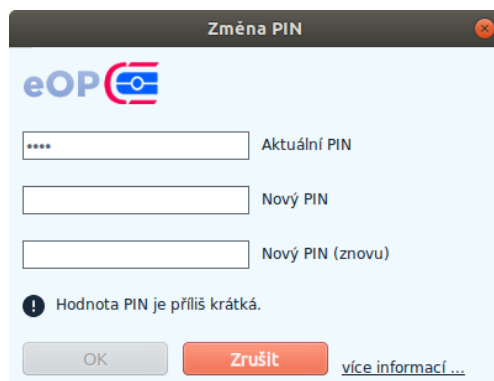 Změna PIN
eOP
•••• Aktuální PIN
Nový PIN
Nový PIN (znovu)
! Hodnota PIN je příliš krátká.
OK Zrušit více informací ...